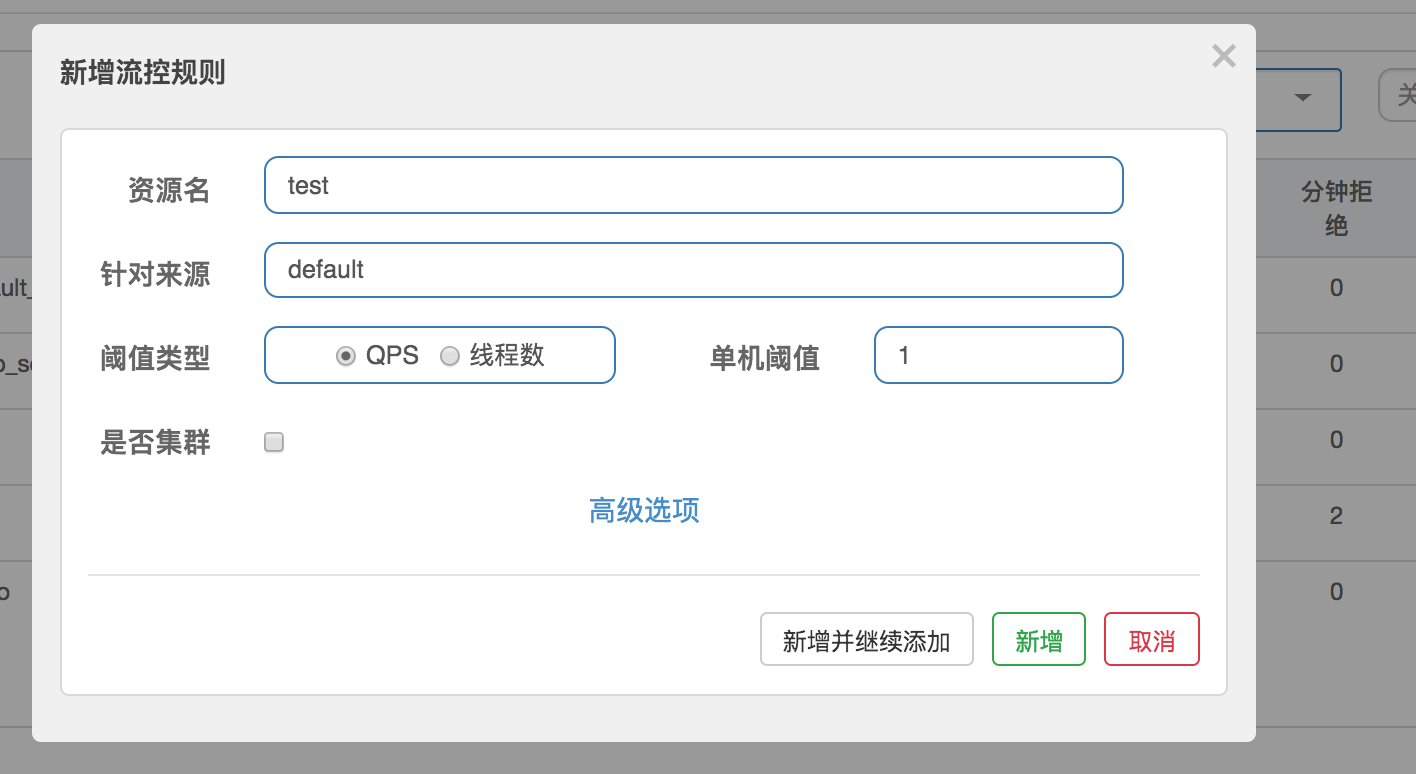 新增流控规则
×
关
资源名
test
分钟拒
绝
针对来源
default
ault_
0
阈值类型
QPS
线程数
单机阈值
1
0
是否集群
0
高级选项
2
o
0
新增并继续添加
新增
取消